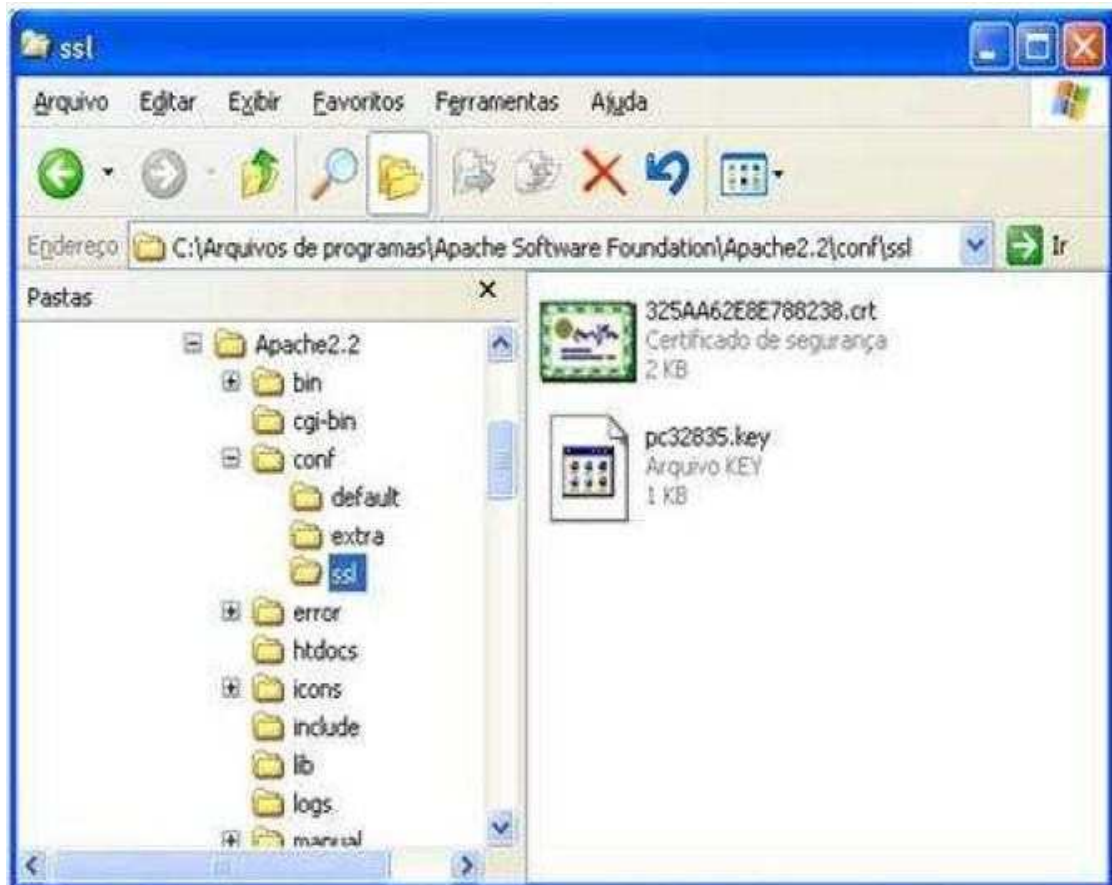 ssl
Arquivo Editar Exibir Favoritos Ferramentas Ajuda
Endereço C:\Arquivos de programas\Apache Software Foundation\Apache2.2\conf\ssl Ir
Pastas
Apache2.2
bin
cgi-bin
conf
default
extra
ssl
error
htdocs
icons
include
lib
logs
manual
325AA62E8E788238.crt
Certificado de segurança
2 KB
pc32835.key
Arquivo KEY
1 KB